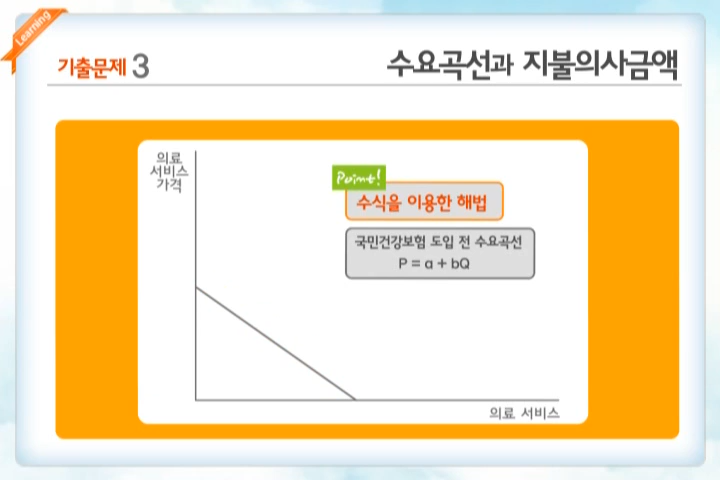 Learning
기출문제 3
수요곡선과 지불의사금액
의료
서비스
가격
Point!
수식을 이용한 해법
국민건강보험 도입 전 수요곡선
P = a + bQ
의료 서비스